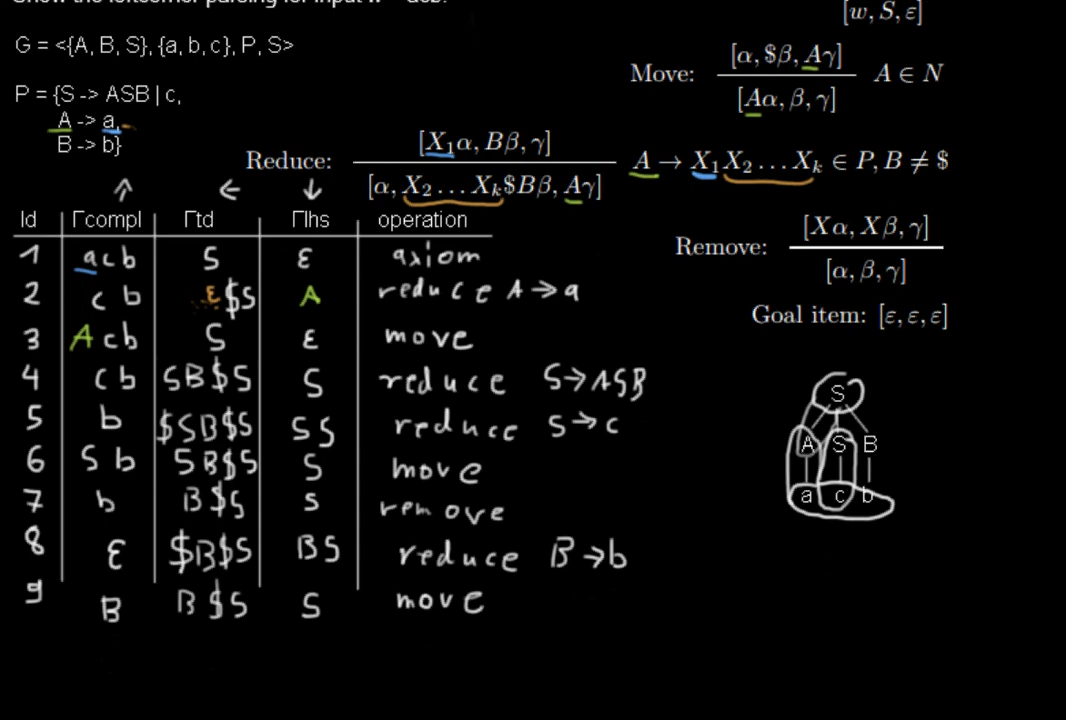 [w, S, ε]
G = <{A, B, S}, {a, b, c}, P, S>
Move: [α, $β, Aγ] / [Aα, β, γ] A ∈ N
P = {S -> ASB | c,
A -> a,
B -> b}
Reduce: [X₁α, Bβ, γ] / [α, X₂ … Xₖ$Bβ, Aγ] A → X₁X₂ … Xₖ ∈ P, B ≠ $
Id Γcompl Γtd Γlhs operation
Remove: [Xα, Xβ, γ] / [α, β, γ]
1 acb S ε axiom
2 cb ε$S A reduce A→a
Goal item: [ε, ε, ε]
3 Acb S ε move
4 cb SB$S S reduce S→ASB
5 b $SB$S SS reduce S→c
6 Sb SB$S S move
7 b B$S S remove
8 ε $B$S BS reduce B→b
9 B B$S S move
S
A S B
a c b